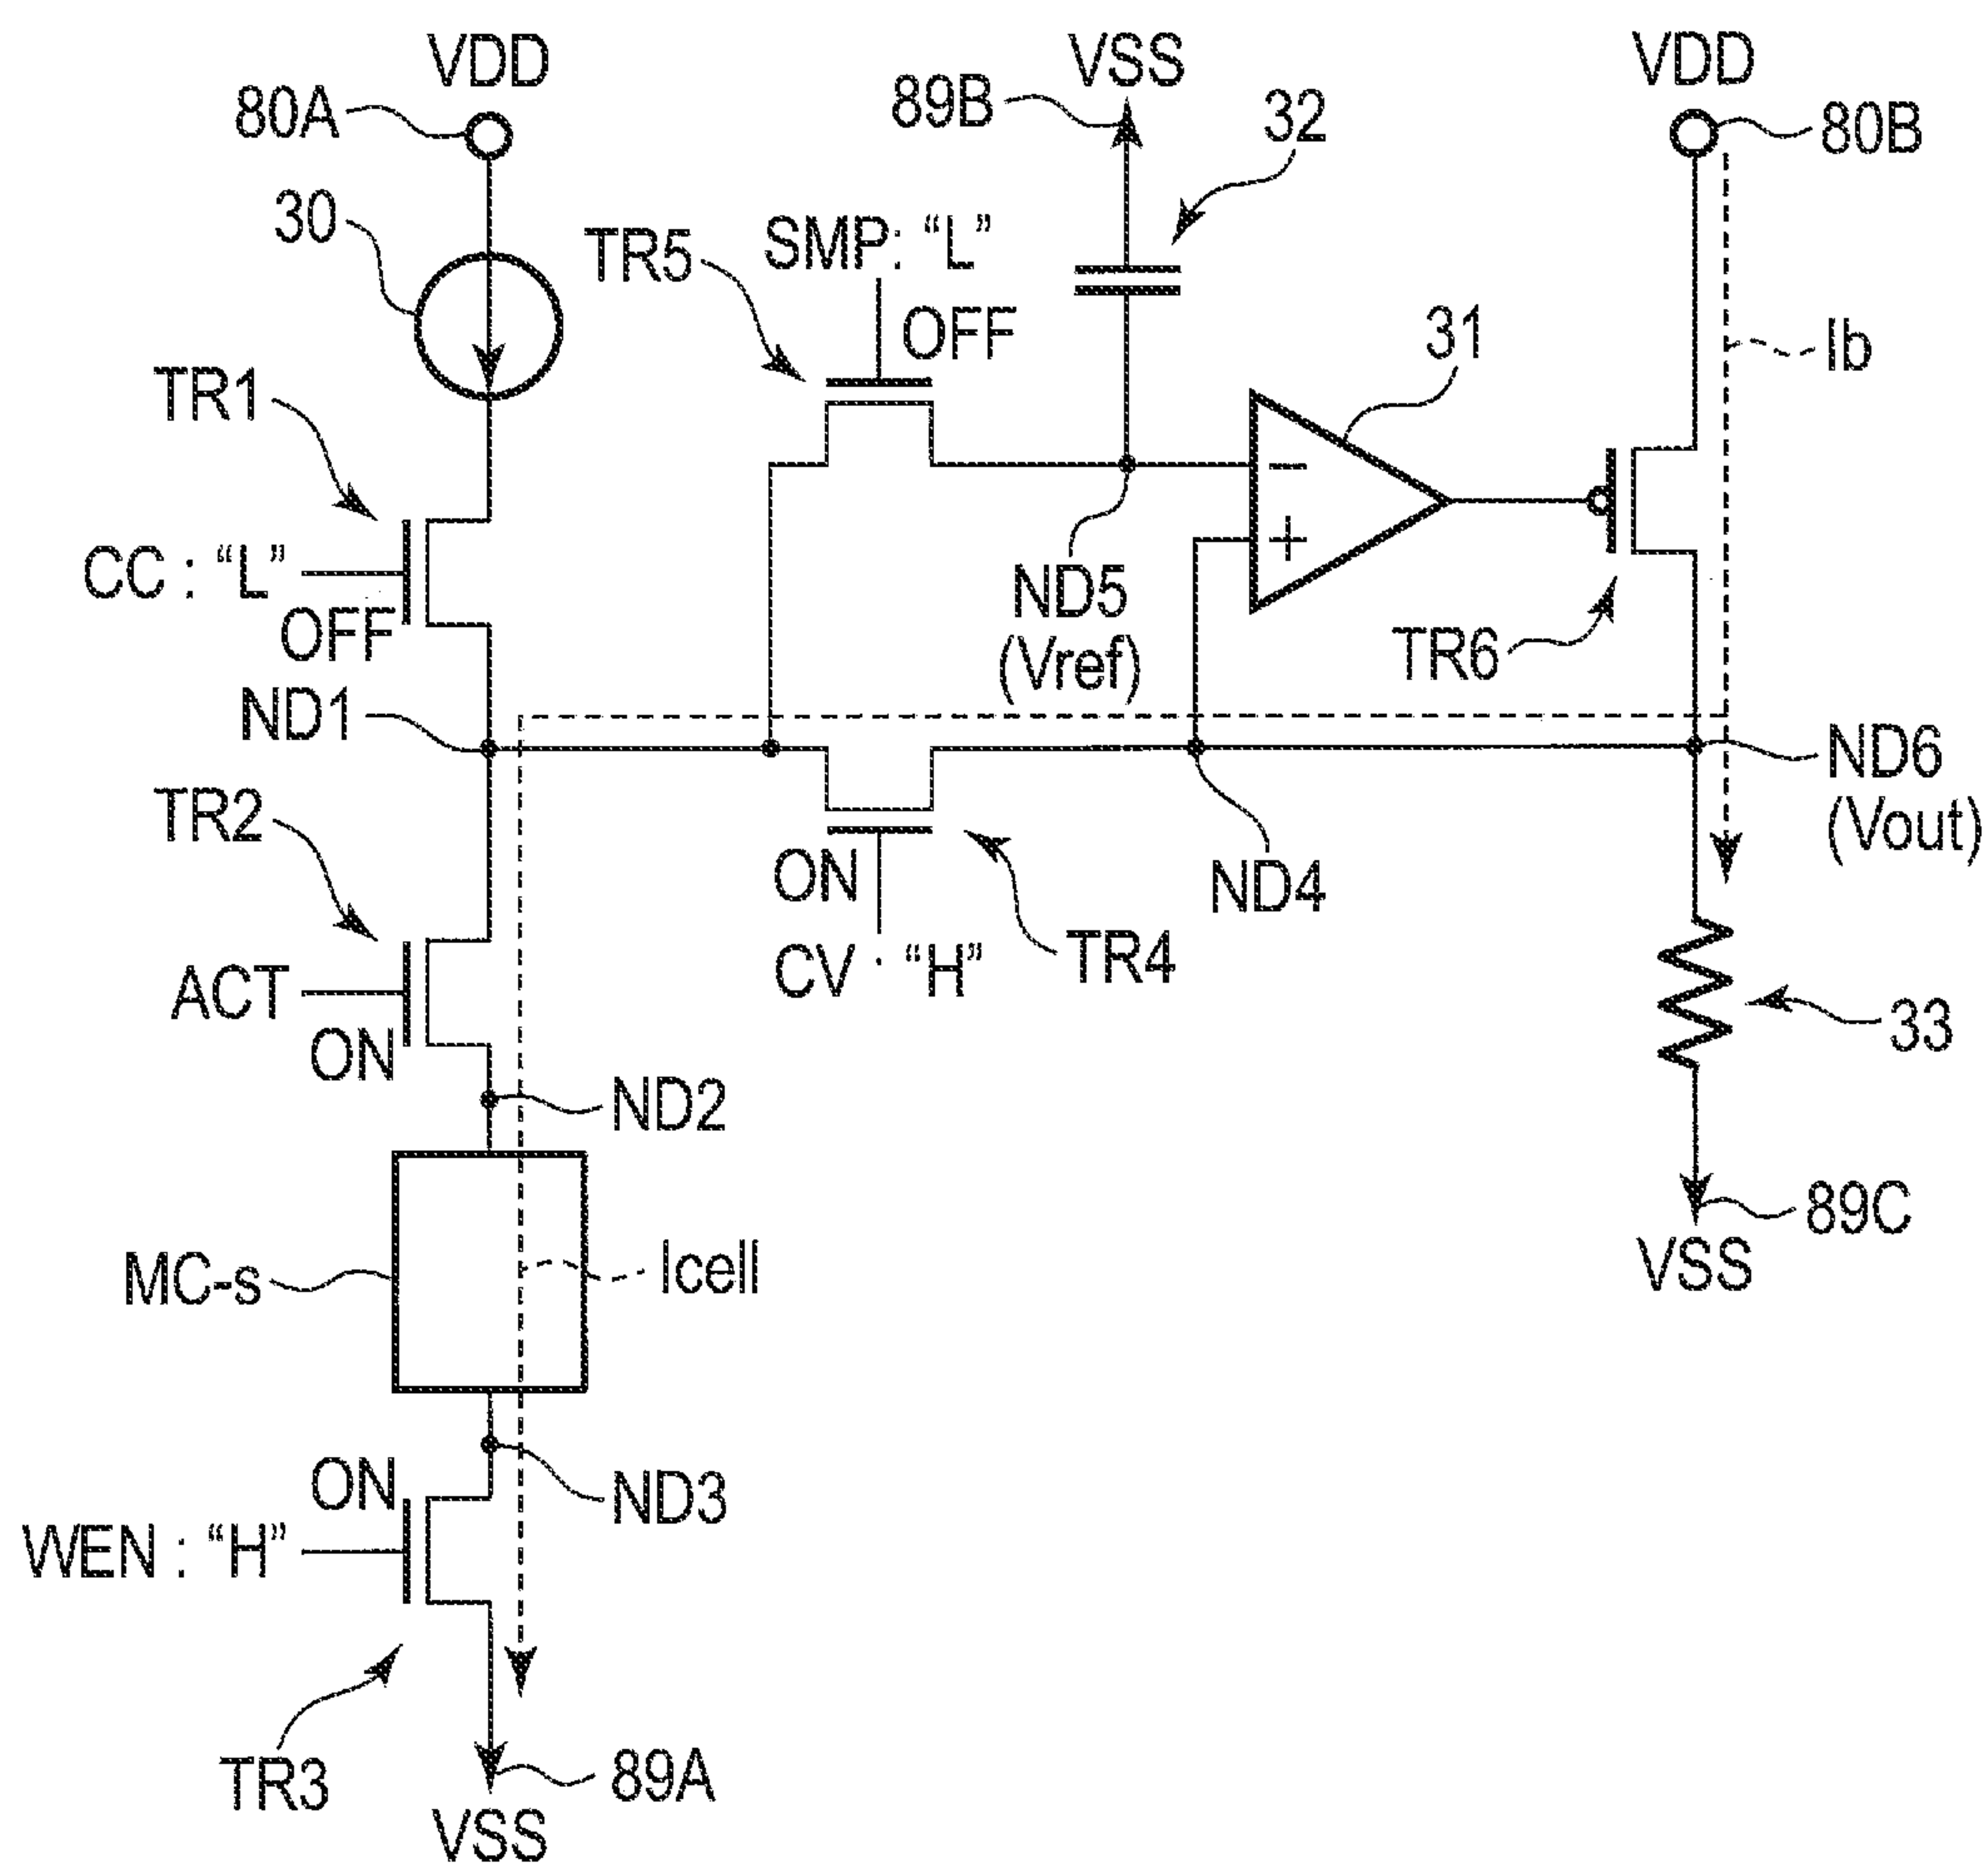 VDD
VSS
VDD
80A
89B
32
80B
30
TR5
SMP: “L”
OFF
31
Ib
TR1
CC : “L”
OFF
ND5
(Vref)
TR6
ND1
ND6
(Vout)
TR2
ON
ND4
CV : “H”
TR4
ACT
ON
33
ND2
MC-s
Icell
89C
VSS
ON
ND3
WEN : “H”
TR3
89A
VSS
−
+